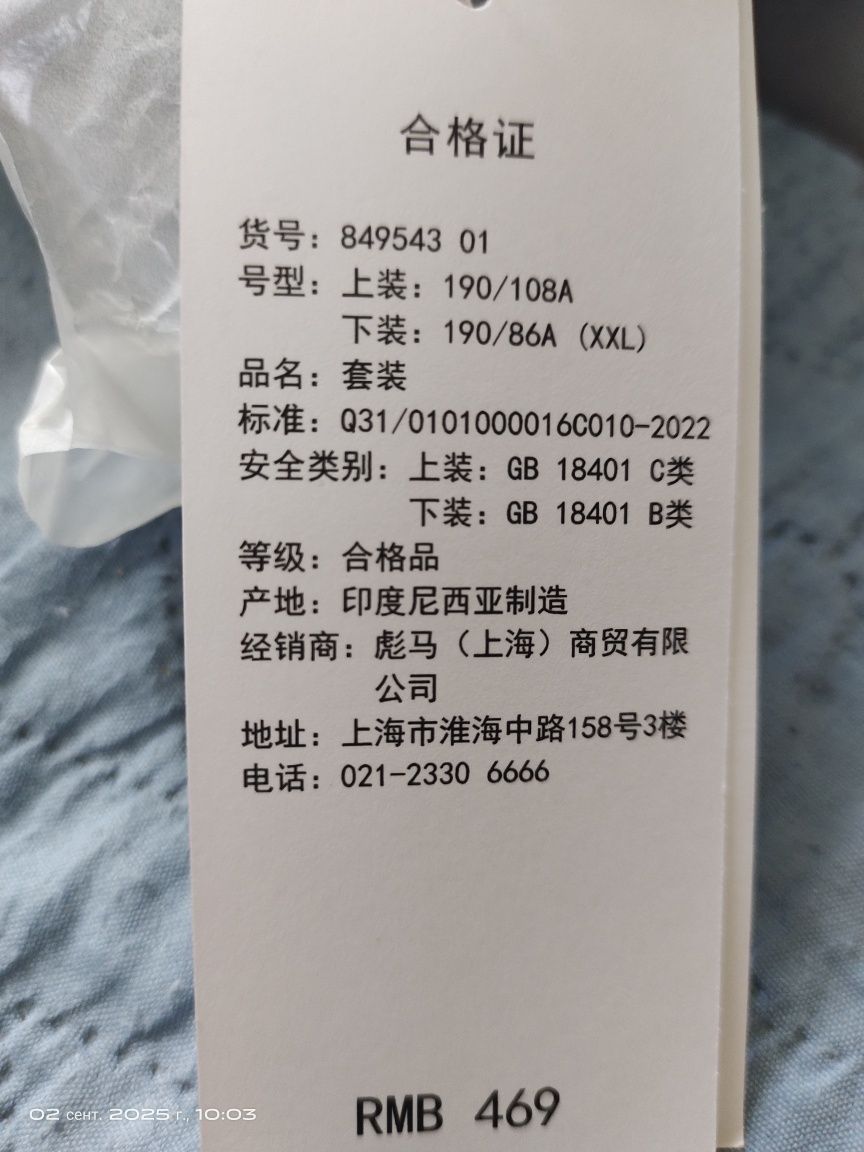 合格证
货号：849543 01
号型：上装：190/108A
下装：190/86A (XXL)
品名：套装
标准：Q31/0101000016C010-2022
安全类别：上装：GB 18401 C类
下装：GB 18401 B类
等级：合格品
产地：印度尼西亚制造
经销商：彪马（上海）商贸有限
公司
地址：上海市淮海中路158号3楼
电话：021-2330 6666
RMB 469
02 сент. 2025 г., 10:03